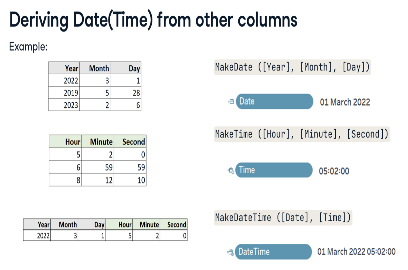 Deriving Date(Time) from other columns
Example:
Year Month Day
2022 3 1
2019 5 28
2023 2 6
MakeDate ([Year], [Month], [Day])
Date 01 March 2022
Hour Minute Second
5 2 0
6 59 59
8 12 10
MakeTime ([Hour], [Minute], [Second])
Time 05:02:00
Year Month Day Hour Minute Second
2022 3 1 5 2 0
MakeDateTime ([Date], [Time])
DateTime 01 March 2022 05:02:00